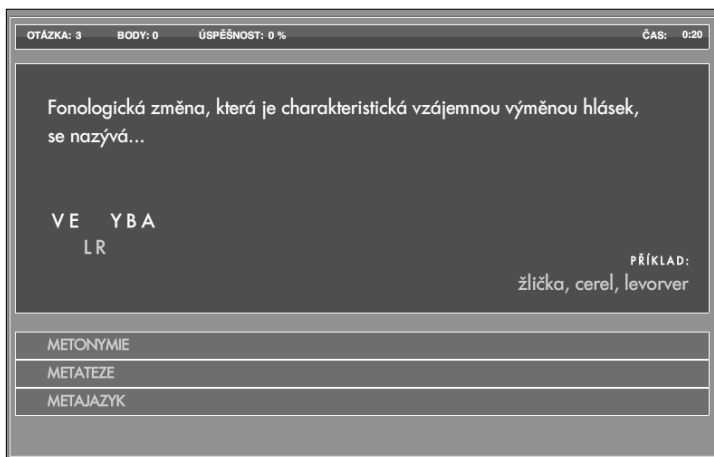 OTÁZKA: 3 BODY: 0 ÚSPĚŠNOST: 0 % ČAS: 0:20
Fonologická změna, která je charakteristická vzájemnou výměnou hlásek,
se nazývá...
VE YBA
LR
PŘÍKLAD:
žlička, cerel, levorver
METONYMIE
METATEZE
METAJAZYK